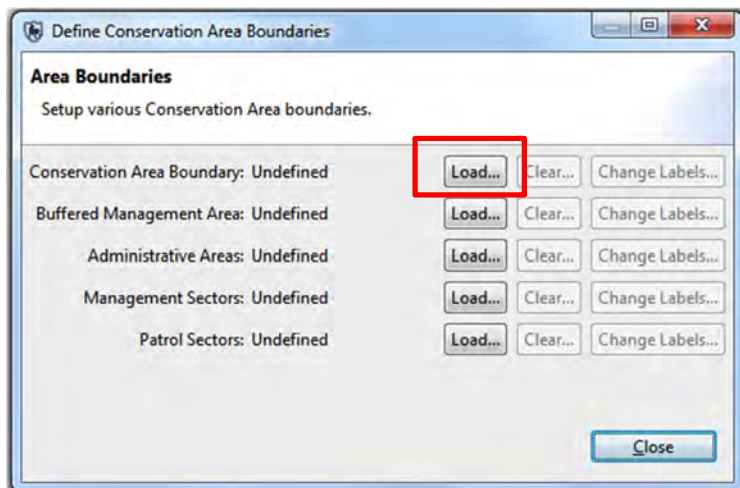 Define Conservation Area Boundaries
Area Boundaries
Setup various Conservation Area boundaries.
Conservation Area Boundary: Undefined Load... Clear... Change Labels...
Buffered Management Area: Undefined Load... Clear... Change Labels...
Administrative Areas: Undefined Load... Clear... Change Labels...
Management Sectors: Undefined Load... Clear... Change Labels...
Patrol Sectors: Undefined Load... Clear... Change Labels...
Close